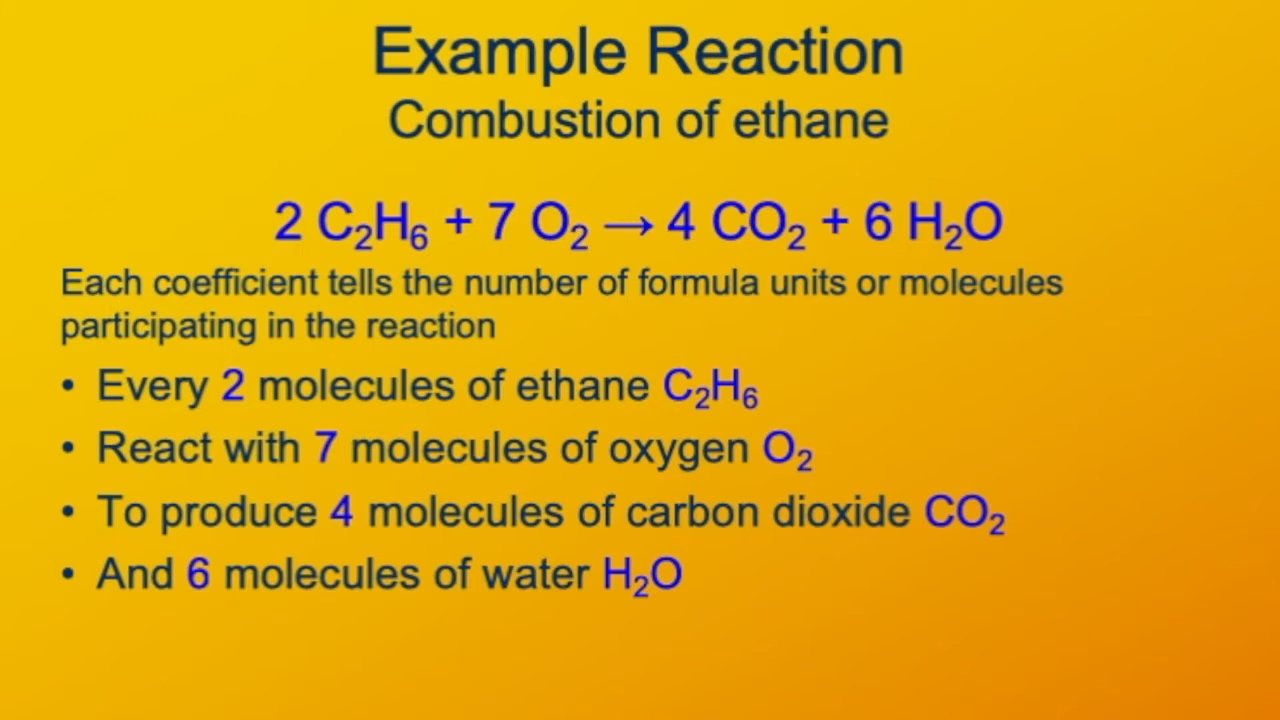 Example Reaction
Combustion of ethane
2 C₂H₆ + 7 O₂ → 4 CO₂ + 6 H₂O
Each coefficient tells the number of formula units or molecules
participating in the reaction
• Every 2 molecules of ethane C₂H₆
• React with 7 molecules of oxygen O₂
• To produce 4 molecules of carbon dioxide CO₂
• And 6 molecules of water H₂O